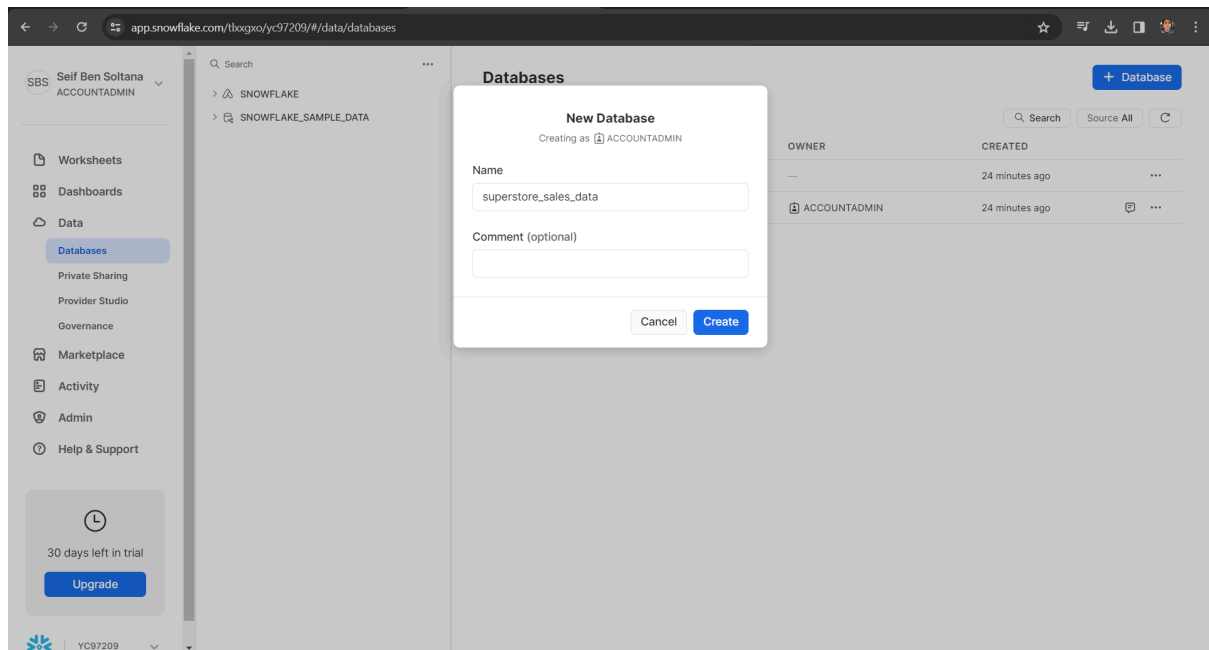 app.snowflake.com/tlxxgxo/yc97209/#/data/databases
SBS
Seif Ben Soltana
ACCOUNTADMIN
Worksheets
Dashboards
Data
Databases
Private Sharing
Provider Studio
Governance
Marketplace
Activity
Admin
Help & Support
30 days left in trial
Upgrade
YC97209
Search
SNOWFLAKE
SNOWFLAKE_SAMPLE_DATA
Databases
+ Database
Search
Source All
OWNER
CREATED
—
24 minutes ago
ACCOUNTADMIN
24 minutes ago
New Database
Creating as ACCOUNTADMIN
Name
superstore_sales_data
Comment (optional)
Cancel
Create